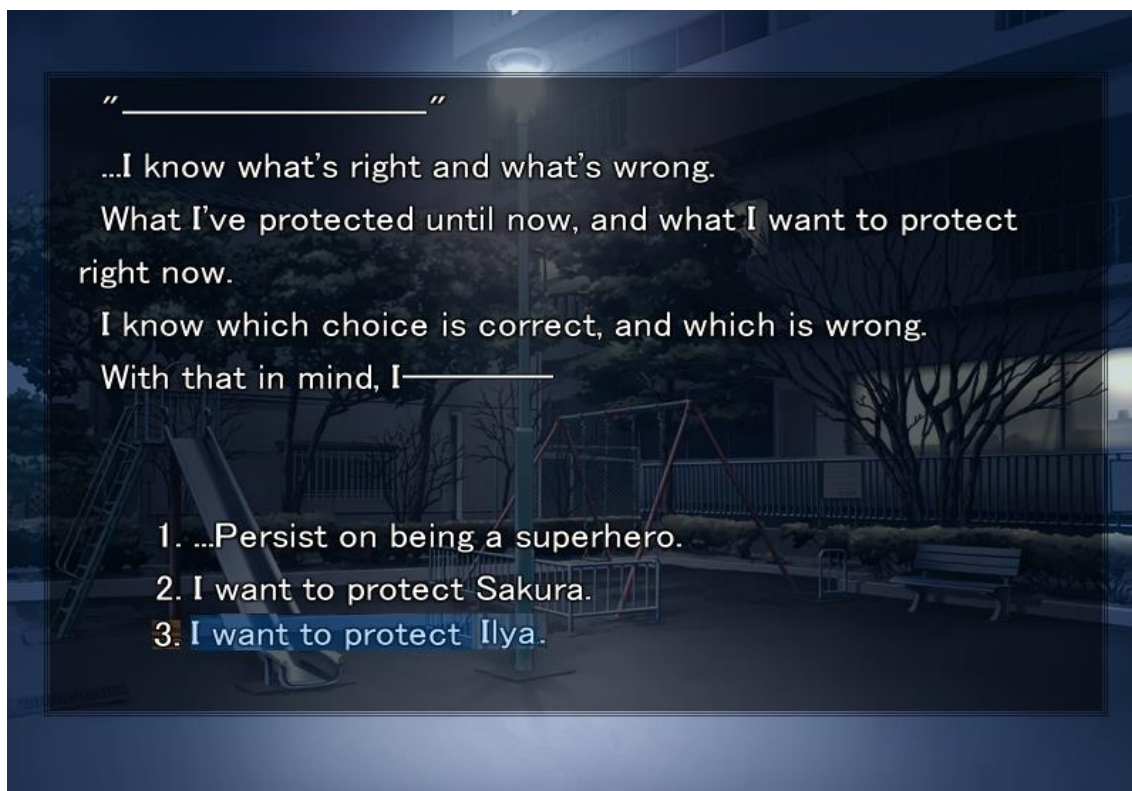 "――――――――"
...I know what's right and what's wrong.
What I've protected until now, and what I want to protect
right now.
I know which choice is correct, and which is wrong.
With that in mind, I――――
1. ...Persist on being a superhero.
2. I want to protect Sakura.
3. I want to protect Ilya.